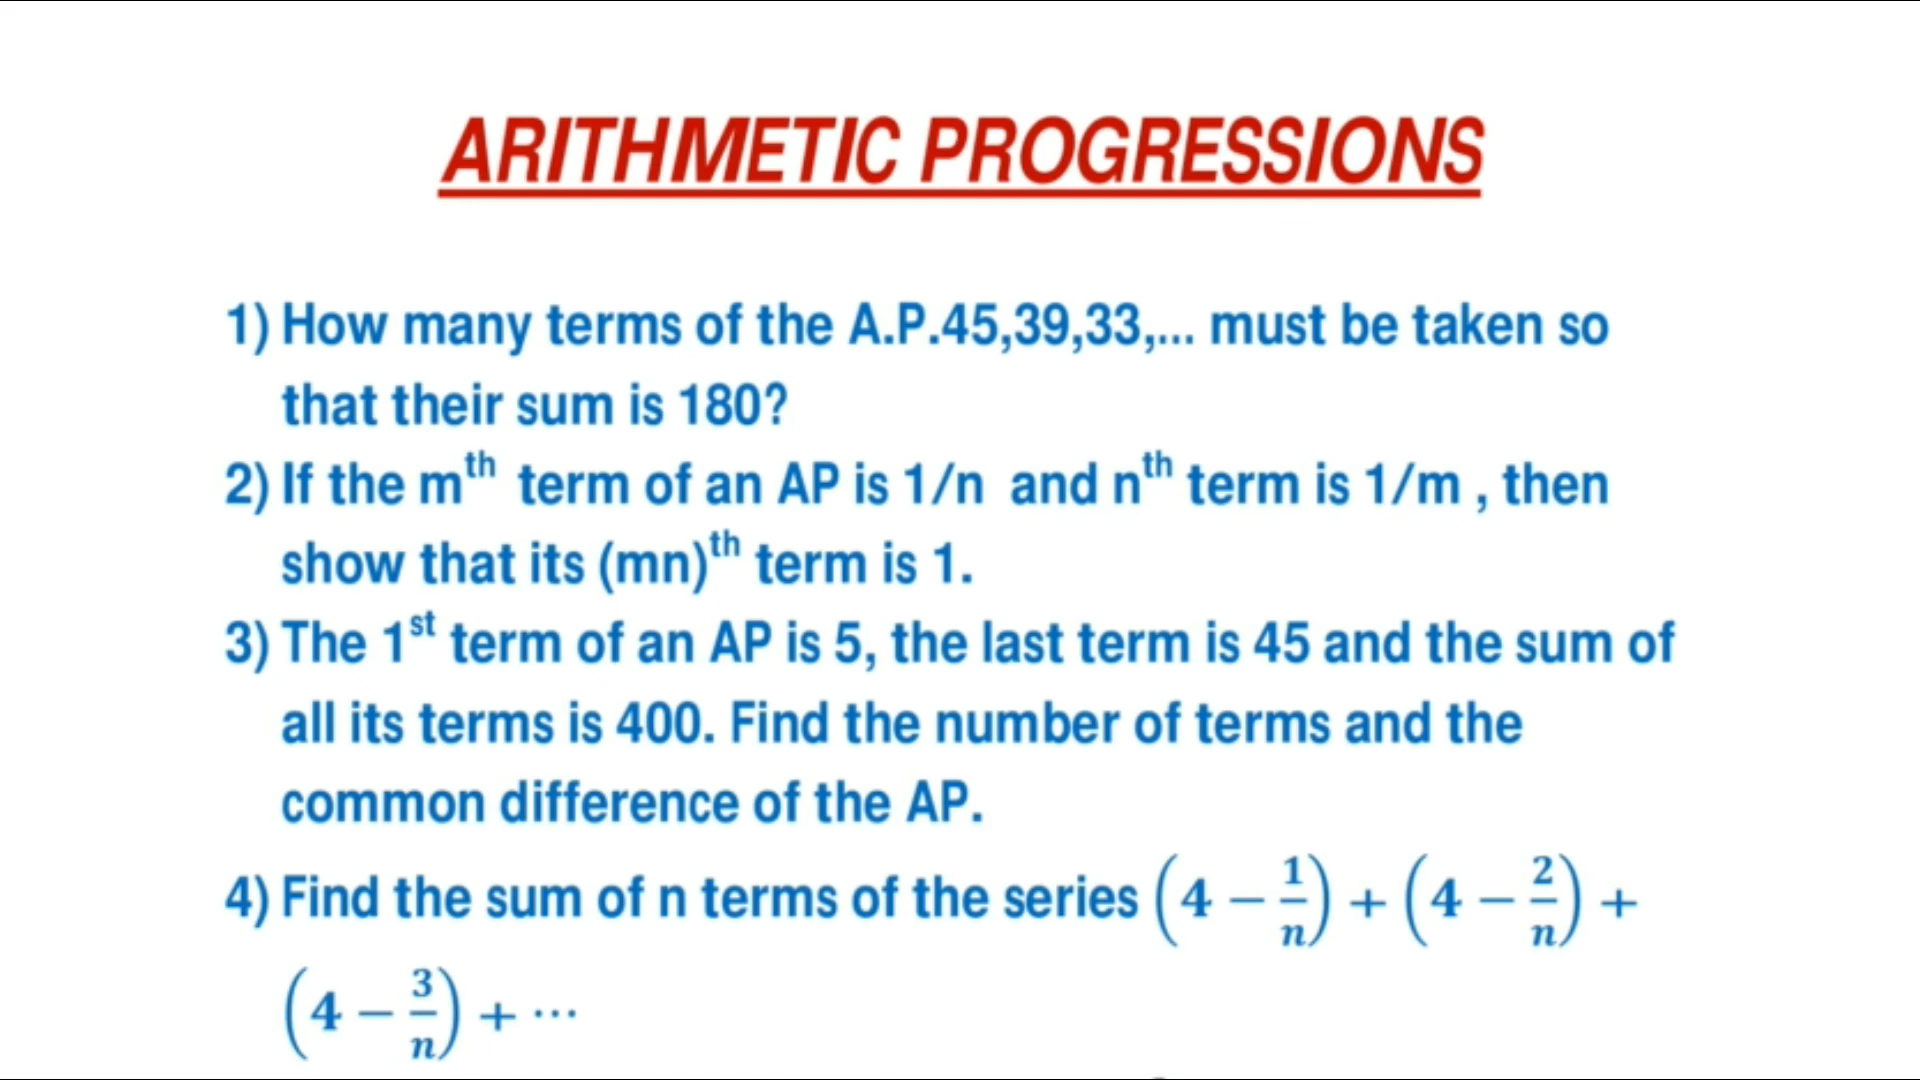 ARITHMETIC PROGRESSIONS
1) How many terms of the A.P.45,39,33,... must be taken so
that their sum is 180?
2) If the mᵗʰ term of an AP is 1/n and nᵗʰ term is 1/m , then
show that its (mn)ᵗʰ term is 1.
3) The 1ˢᵗ term of an AP is 5, the last term is 45 and the sum of
all its terms is 400. Find the number of terms and the
common difference of the AP.
4) Find the sum of n terms of the series (4 − 1/n) + (4 − 2/n) +
(4 − 3/n) + ⋯